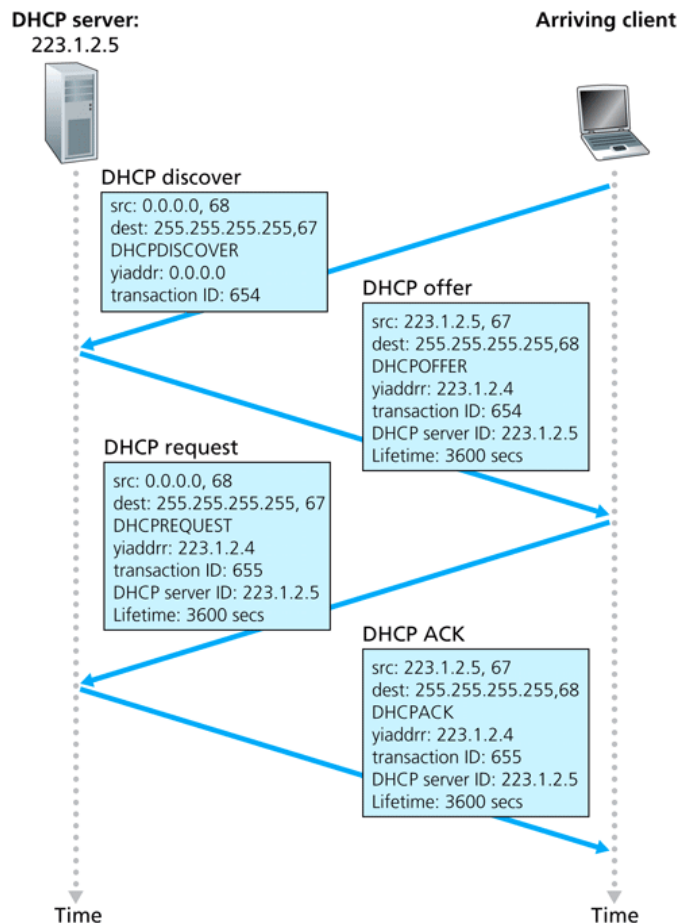 DHCP server:
223.1.2.5
Arriving client
DHCP discover
src: 0.0.0.0, 68
dest: 255.255.255.255,67
DHCPDISCOVER
yiaddr: 0.0.0.0
transaction ID: 654
DHCP offer
src: 223.1.2.5, 67
dest: 255.255.255.255,68
DHCPOFFER
yiaddrr: 223.1.2.4
transaction ID: 654
DHCP server ID: 223.1.2.5
Lifetime: 3600 secs
DHCP request
src: 0.0.0.0, 68
dest: 255.255.255.255, 67
DHCPREQUEST
yiaddrr: 223.1.2.4
transaction ID: 655
DHCP server ID: 223.1.2.5
Lifetime: 3600 secs
DHCP ACK
src: 223.1.2.5, 67
dest: 255.255.255.255,68
DHCPACK
yiaddrr: 223.1.2.4
transaction ID: 655
DHCP server ID: 223.1.2.5
Lifetime: 3600 secs
Time
Time